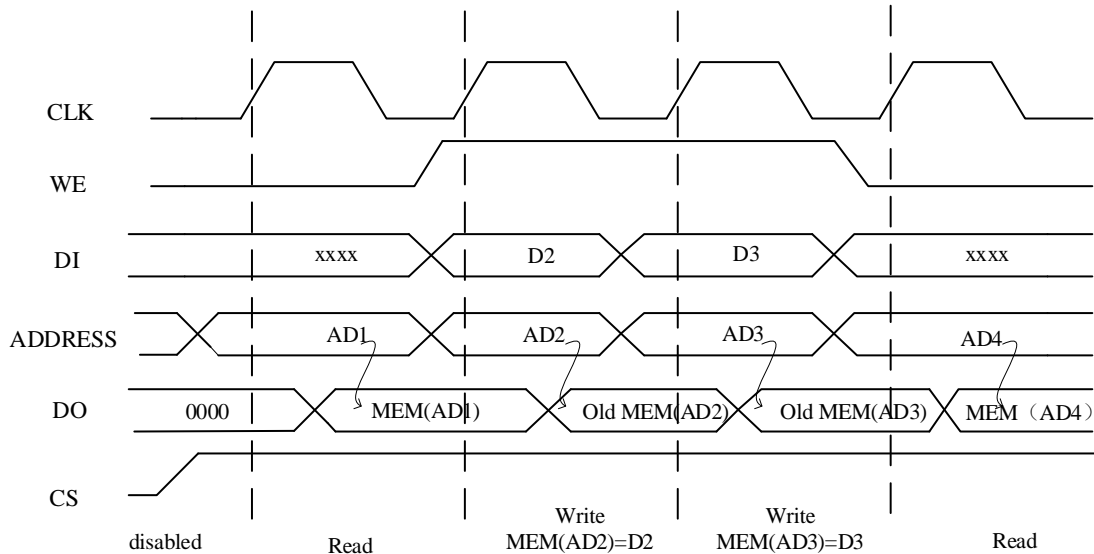 CLK
WE
DI
xxxx
D2
D3
xxxx
ADDRESS
AD1
AD2
AD3
AD4
DO
0000
MEM(AD1)
Old MEM(AD2)
Old MEM(AD3)
MEM（AD4）
CS
disabled
Read
Write
MEM(AD2)=D2
Write
MEM(AD3)=D3
Read